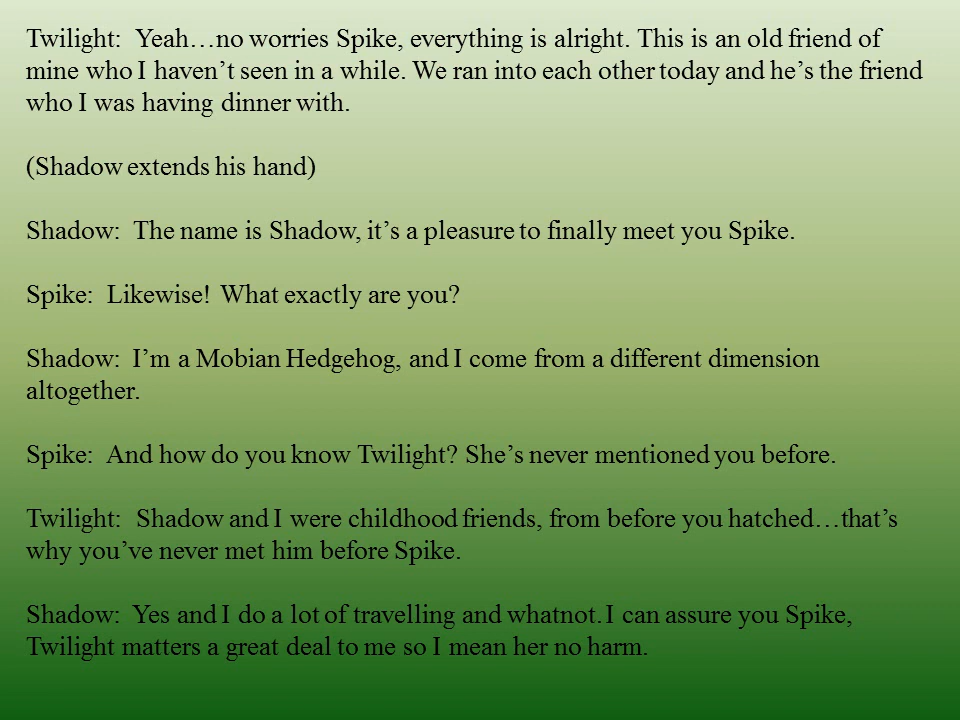 Twilight:  Yeah…no worries Spike, everything is alright. This is an old friend of
mine who I haven’t seen in a while. We ran into each other today and he’s the friend
who I was having dinner with.
(Shadow extends his hand)
Shadow:  The name is Shadow, it’s a pleasure to finally meet you Spike.
Spike:  Likewise! What exactly are you?
Shadow:  I’m a Mobian Hedgehog, and I come from a different dimension
altogether.
Spike:  And how do you know Twilight? She’s never mentioned you before.
Twilight:  Shadow and I were childhood friends, from before you hatched…that’s
why you’ve never met him before Spike.
Shadow:  Yes and I do a lot of travelling and whatnot. I can assure you Spike,
Twilight matters a great deal to me so I mean her no harm.